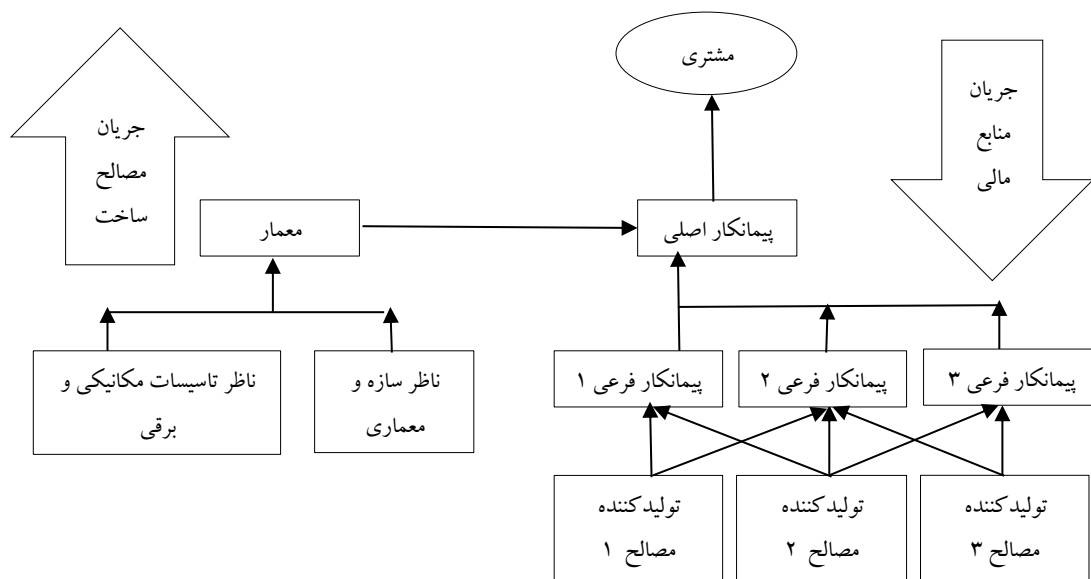 مشتری
جریان
منابع
مالی
جریان
مصالح
ساخت
پیمانکار اصلی
معمار
پیمانکار فرعی ۳
پیمانکار فرعی ۲
پیمانکار فرعی ۱
ناظر سازه و
معماری
ناظر تاسیسات مکانیکی و
برقی
تولیدکننده
مصالح ۳
تولیدکننده
مصالح ۲
تولیدکننده
مصالح ۱